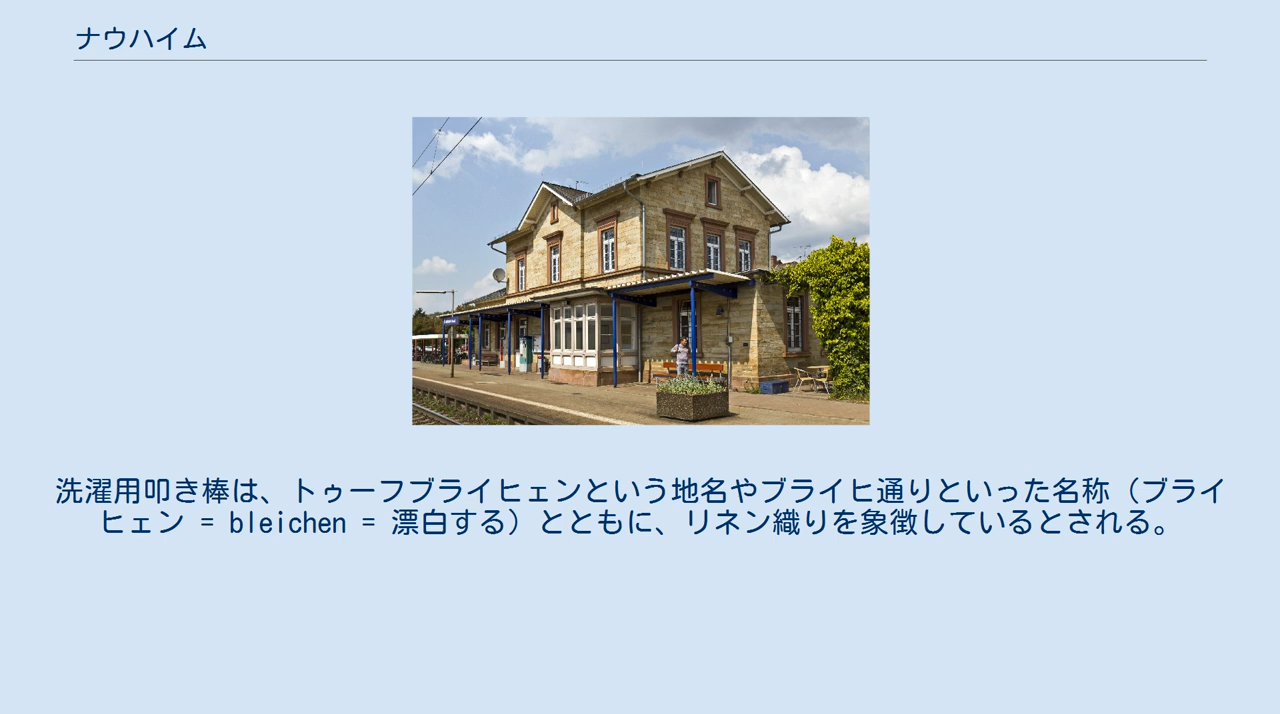 ナウハイム
洗濯用叩き棒は、トゥーフブライヒェンという地名やブライヒ通りといった名称（ブライ
ヒェン = bleichen = 漂白する）とともに、リネン織りを象徴しているとされる。